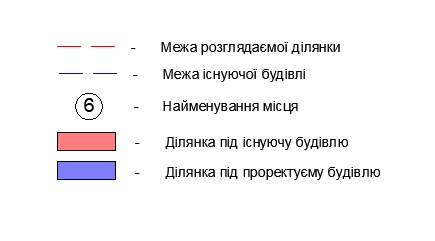 - Межа розглядаємої ділянки
- Межа існуючої будівлі
6 - Найменування місця
- Ділянка під існуючу будівлю
- Ділянка під проректуєму будівлю